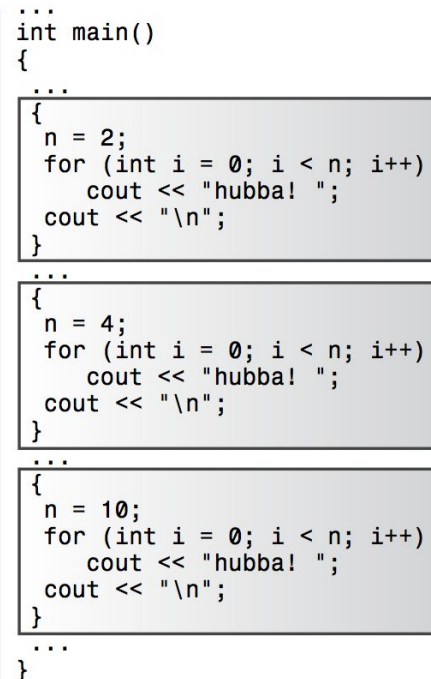 ...
int main()
{
...
{
n = 2;
for (int i = 0; i < n; i++)
cout << "hubba! ";
cout << "\n";
}
...
{
n = 4;
for (int i = 0; i < n; i++)
cout << "hubba! ";
cout << "\n";
}
...
{
n = 10;
for (int i = 0; i < n; i++)
cout << "hubba! ";
cout << "\n";
}
...
}